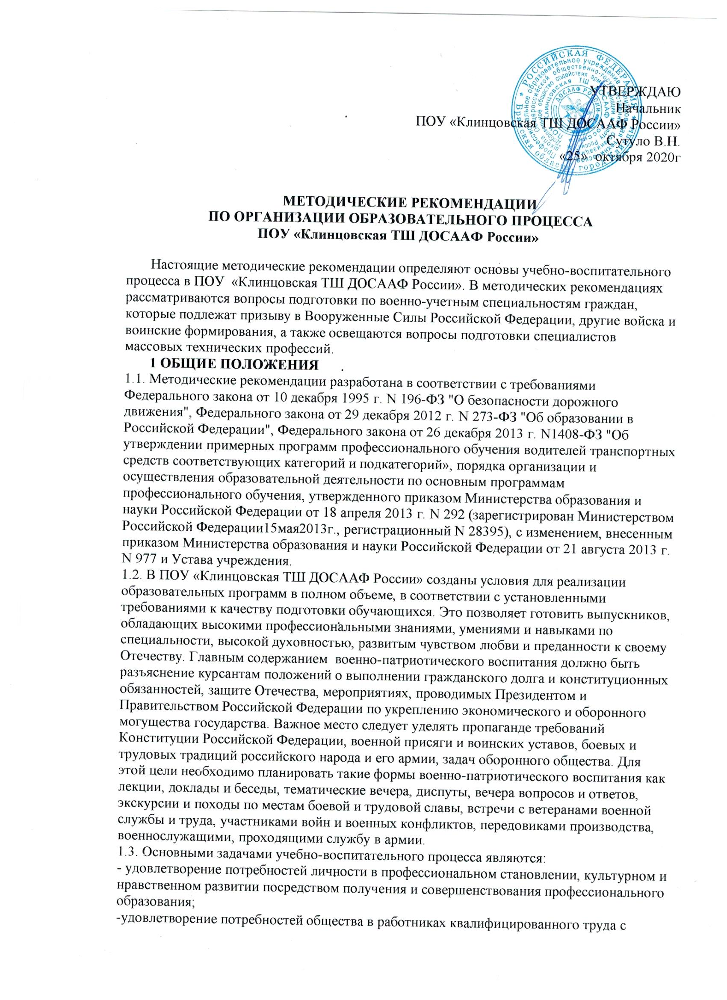 РОССИЙСКАЯ ФЕДЕРАЦИЯ
Брянская область, город Клинцы
УТВЕРЖДАЮ
Начальник
ПОУ «Клинцовская ТШ ДОСААФ России»
Сутуло В.Н.
«25» октября 2020г
МЕТОДИЧЕСКИЕ РЕКОМЕНДАЦИИ
ПО ОРГАНИЗАЦИИ ОБРАЗОВАТЕЛЬНОГО ПРОЦЕССА
ПОУ «Клинцовская ТШ ДОСААФ России»
Настоящие методические рекомендации определяют основы учебно-воспитательного
процесса в ПОУ «Клинцовская ТШ ДОСААФ России». В методических рекомендациях
рассматриваются вопросы подготовки по военно-учетным специальностям граждан,
которые подлежат призыву в Вооруженные Силы Российской Федерации, другие войска и
воинские формирования, а также освещаются вопросы подготовки специалистов
массовых технических профессий.
1 ОБЩИЕ ПОЛОЖЕНИЯ
1.1. Методические рекомендации разработана в соответствии с требованиями
Федерального закона от 10 декабря 1995 г. N 196-ФЗ "О безопасности дорожного
движения", Федерального закона от 29 декабря 2012 г. N 273-ФЗ "Об образовании в
Российской Федерации", Федерального закона от 26 декабря 2013 г. N1408-ФЗ "Об
утверждении примерных программ профессионального обучения водителей транспортных
средств соответствующих категорий и подкатегорий», порядка организации и
осуществления образовательной деятельности по основным программам
профессионального обучения, утвержденного приказом Министерства образования и
науки Российской Федерации от 18 апреля 2013 г. N 292 (зарегистрирован Министерством
Российской Федерации15мая2013г., регистрационный N 28395), с изменением, внесенным
приказом Министерства образования и науки Российской Федерации от 21 августа 2013 г.
N 977 и Устава учреждения.
1.2. В ПОУ «Клинцовская ТШ ДОСААФ России» созданы условия для реализации
образовательных программ в полном объеме, в соответствии с установленными
требованиями к качеству подготовки обучающихся. Это позволяет готовить выпускников,
обладающих высокими профессиональными знаниями, умениями и навыками по
специальности, высокой духовностью, развитым чувством любви и преданности к своему
Отечеству. Главным содержанием военно-патриотического воспитания должно быть
разъяснение курсантам положений о выполнении гражданского долга и конституционных
обязанностей, защите Отечества, мероприятиях, проводимых Президентом и
Правительством Российской Федерации по укреплению экономического и оборонного
могущества государства. Важное место следует уделять пропаганде требований
Конституции Российской Федерации, военной присяги и воинских уставов, боевых и
трудовых традиций российского народа и его армии, задач оборонного общества. Для
этой цели необходимо планировать такие формы военно-патриотического воспитания как
лекции, доклады и беседы, тематические вечера, диспуты, вечера вопросов и ответов,
экскурсии и походы по местам боевой и трудовой славы, встречи с ветеранами военной
службы и труда, участниками войн и военных конфликтов, передовиками производства,
военнослужащими, проходящими службу в армии.
1.3. Основными задачами учебно-воспитательного процесса являются:
- удовлетворение потребностей личности в профессиональном становлении, культурном и
нравственном развитии посредством получения и совершенствования профессионального
образования;
-удовлетворение потребностей общества в работниках квалифицированного труда с